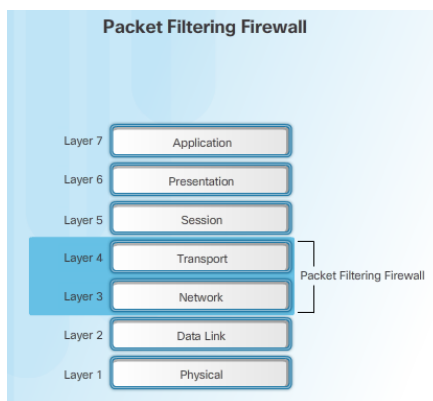 Packet Filtering Firewall
Layer 7 Application
Layer 6 Presentation
Layer 5 Session
Layer 4 Transport
Packet Filtering Firewall
Layer 3 Network
Layer 2 Data Link
Layer 1 Physical